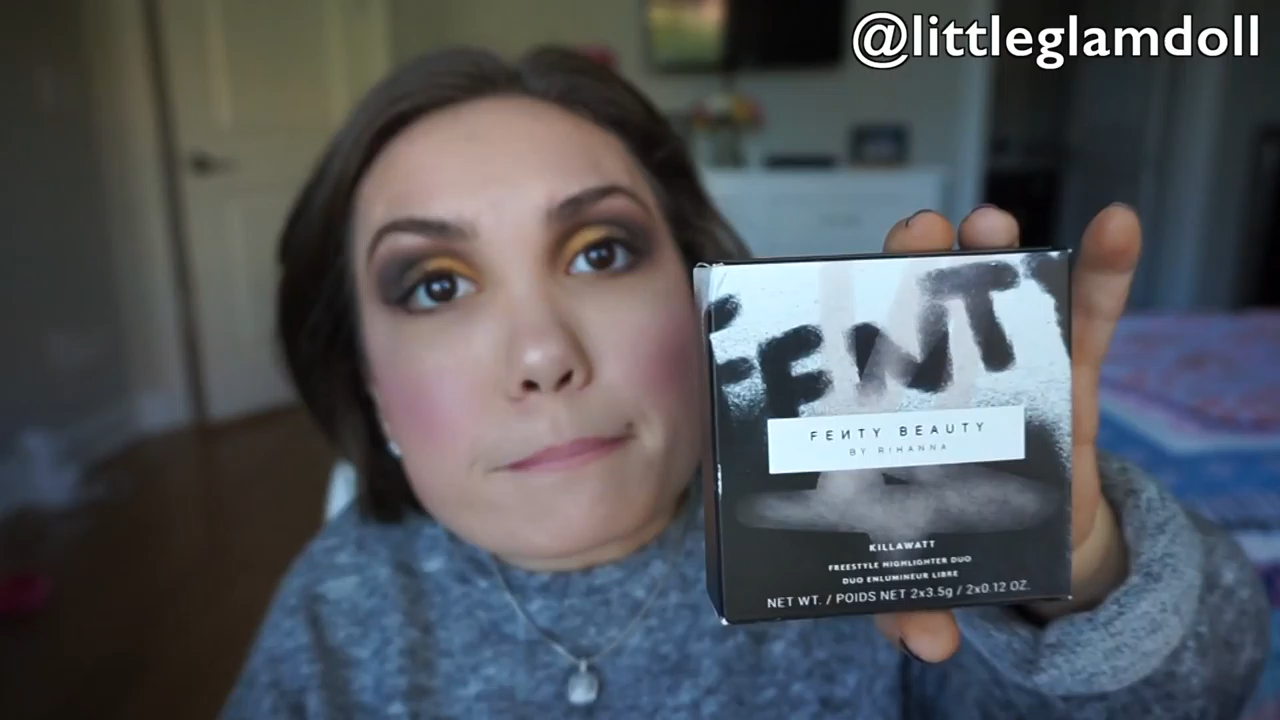 @littleglamdoll
FENTY
FEИTY BEAUTY
BY RIHANNA
KILLAWATT
FREESTYLE HIGHLIGHTER DUO
DUO ENLUMINEUR LIBRE
NET WT. / POIDS NET 2x3.5g / 2x0.12 OZ.